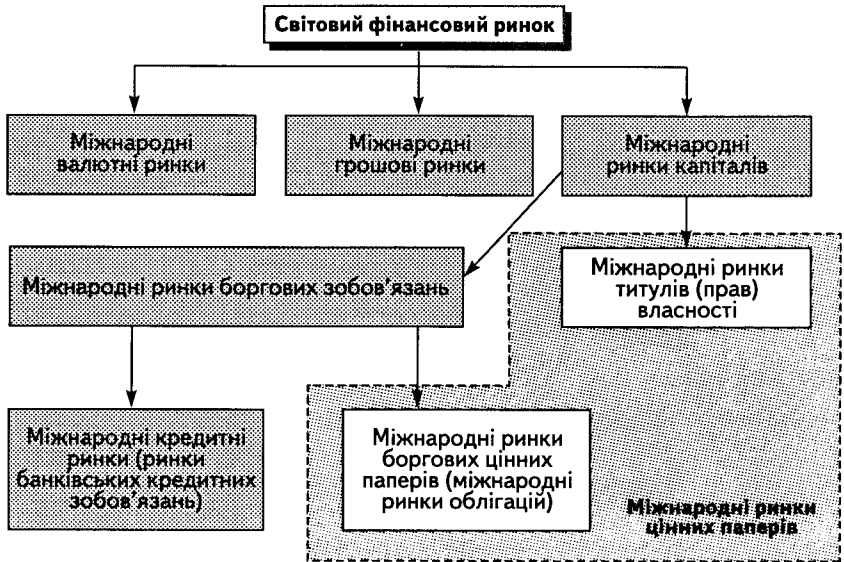 Світовий фінансовий ринок
Міжнародні
валютні ринки
Міжнародні
грошові ринки
Міжнародні
ринки капіталів
Міжнародні ринки боргових зобов'язань
Міжнародні ринки
титулів (прав)
власності
Міжнародні кредитні
ринки (ринки
банківських кредитних
зобов'язань)
Міжнародні ринки
боргових цінних
паперів (міжнародні
ринки облігацій)
Міжнародні ринки
цінних паперів